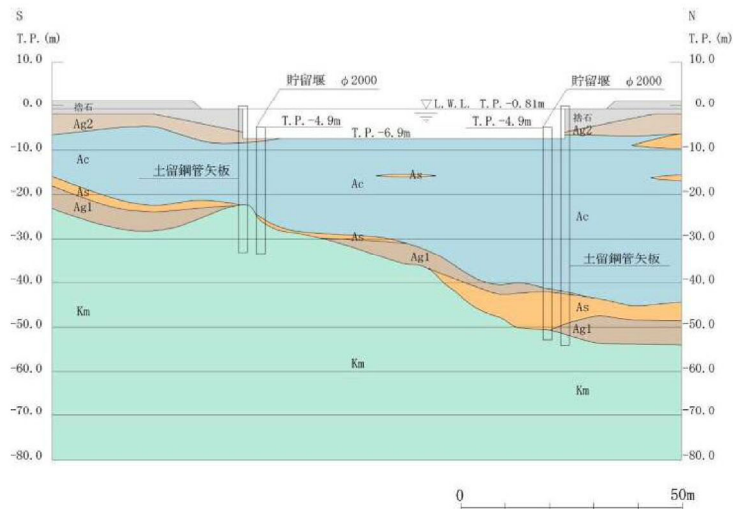 S
N
T.P.(m)
T.P.(m)
10.0
貯留堰 φ2000
貯留堰 φ2000
10.0
0.0
捨石
L.W.L. T.P.-0.81m
捨石
0.0
Ag2
T.P.-4.9m
T.P.-6.9m
T.P.-4.9m
Ag2
-10.0
-10.0
Ac
土留鋼管矢板
As
Ac
-20.0
As
-20.0
Ag1
Ac
-30.0
As
-30.0
Ag1
土留鋼管矢板
-40.0
-40.0
Km
As
-50.0
Ag1
-50.0
Km
-60.0
-60.0
Km
-70.0
-70.0
-80.0
-80.0
0
50m